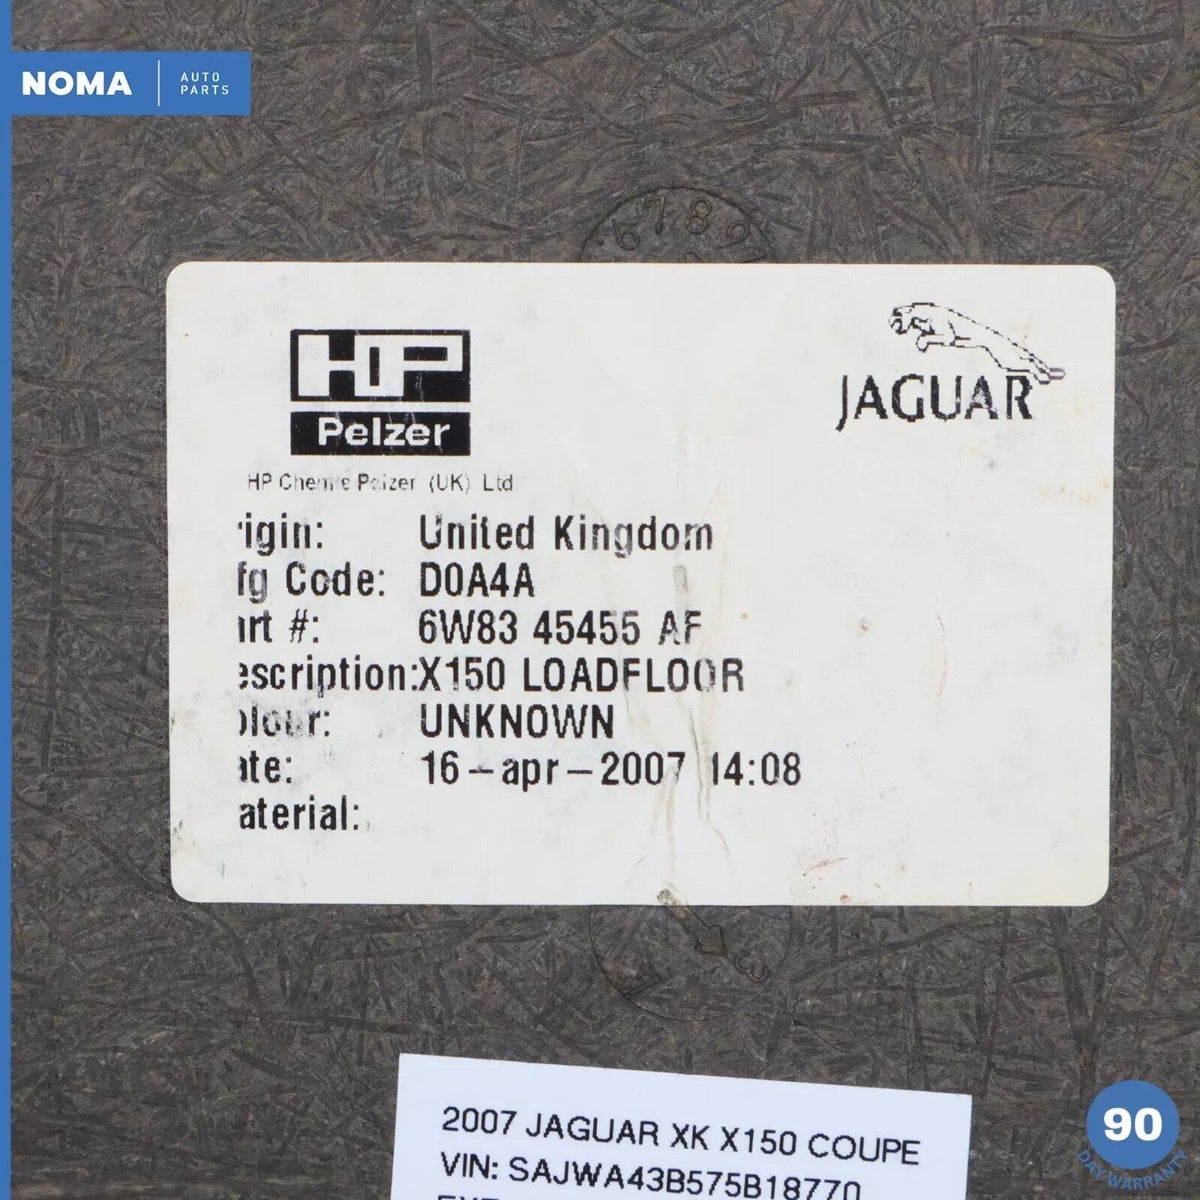 NOMA
AUTO
PARTS
678
HP
Pelzer
JAGUAR
HP Chemie Pelzer (UK) Ltd
rigin: United Kingdom
fg Code: D0A4A
art #: 6W83 45455 AF
escription:X150 LOADFLOOR
olour: UNKNOWN
ate: 16-apr-2007 14:08
aterial:
2007 JAGUAR XK X150 COUPE
VIN: SAJWA43B575B18770
90
DAY WARRANTY